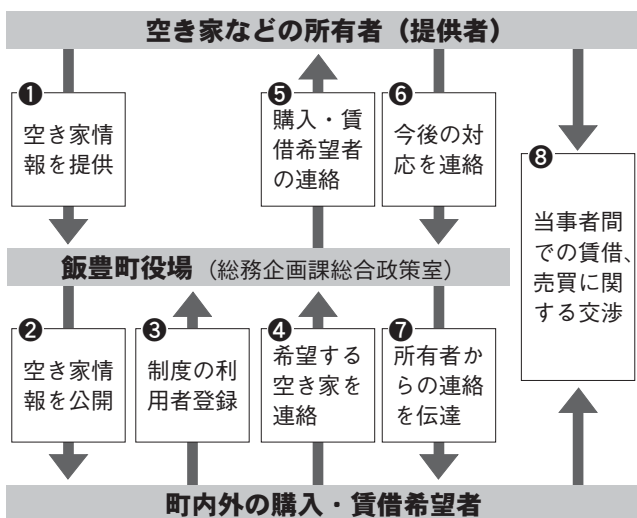 空き家などの所有者（提供者）
❶
空き家情
報を提供
❺
購入・賃
借希望者
の連絡
❻
今後の対
応を連絡
❽
当事者間
での賃借、
売買に関
する交渉
飯豊町役場（総務企画課総合政策室）
❷
空き家情
報を公開
❸
制度の利
用者登録
❹
希望する
空き家を
連絡
❼
所有者か
らの連絡
を伝達
町内外の購入・賃借希望者